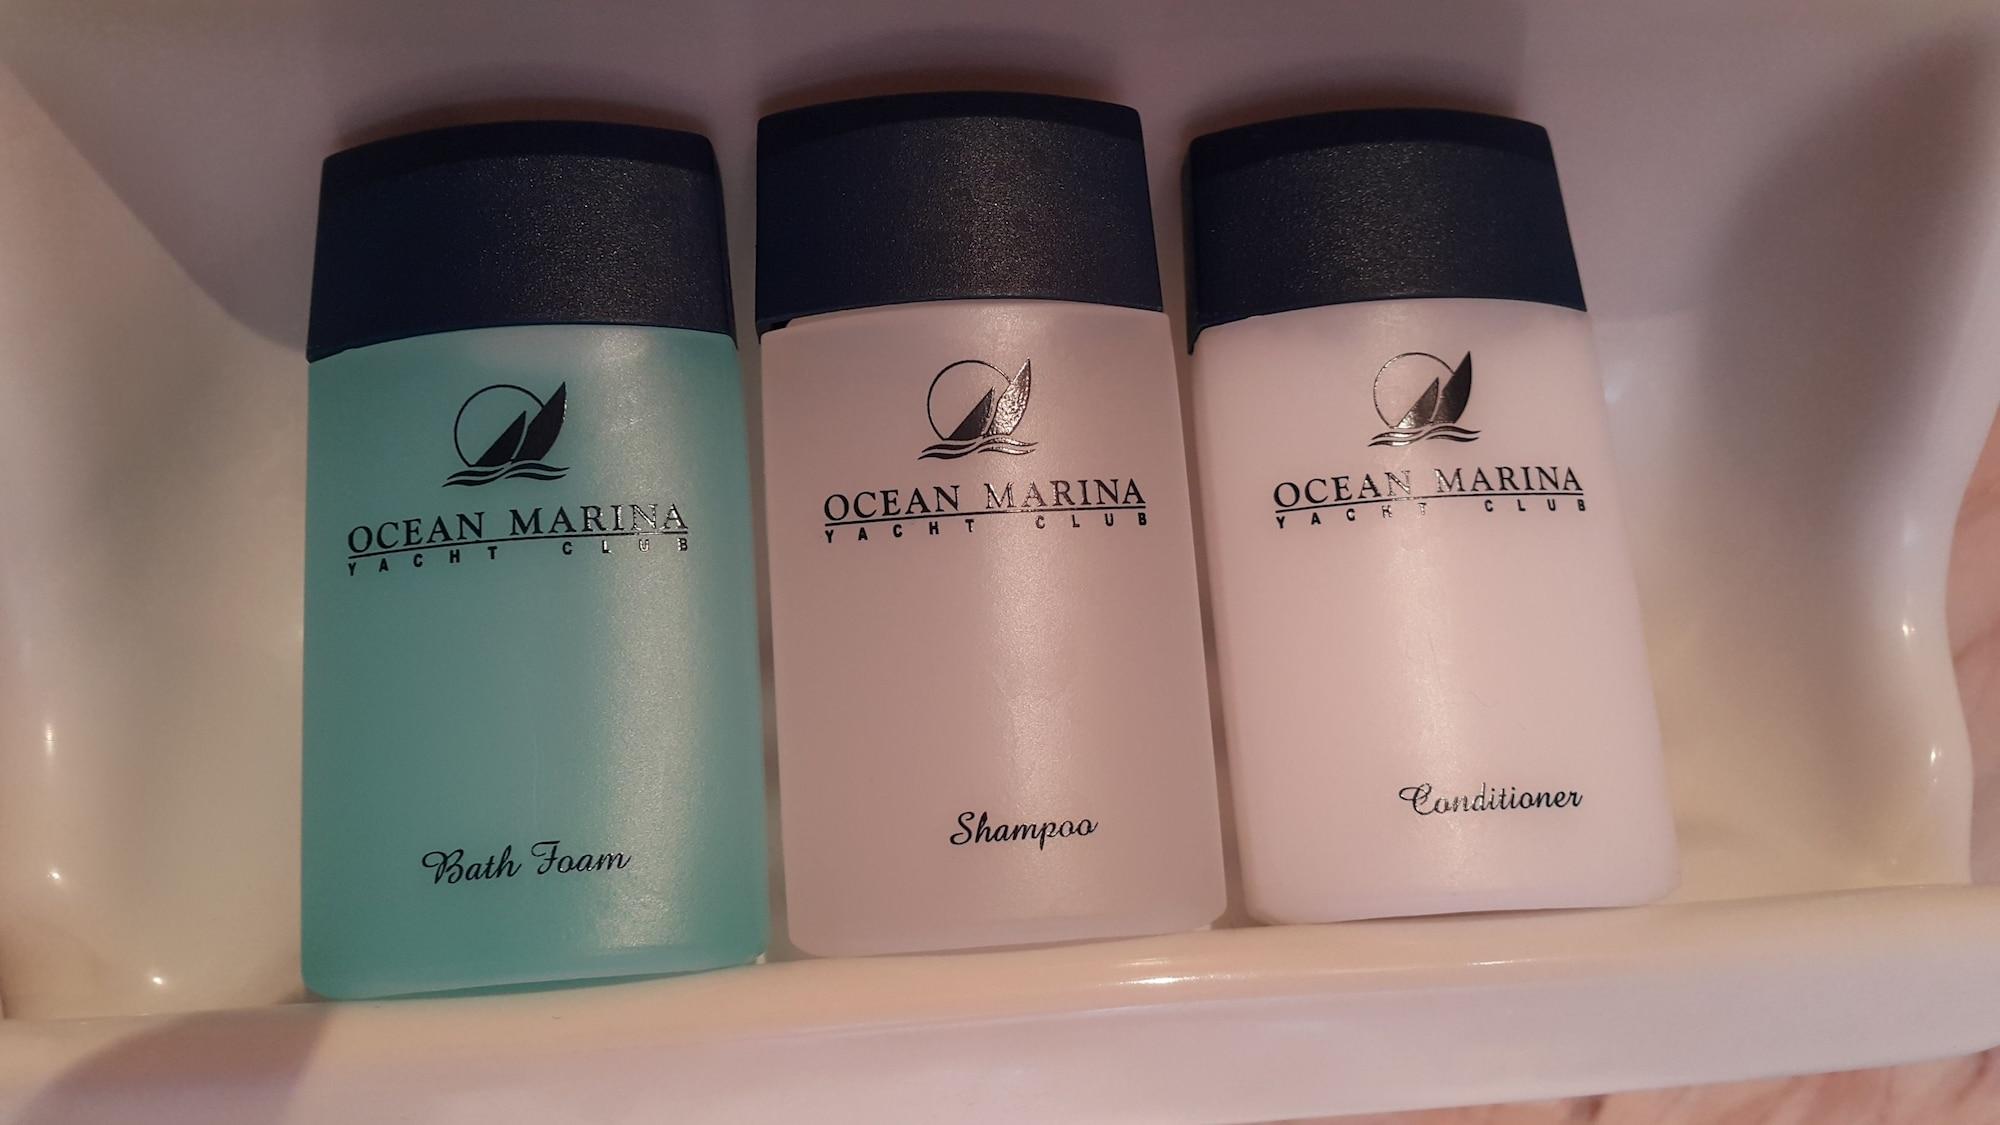 OCEAN MARINA
YACHT CLUB
Bath Foam
OCEAN MARINA
YACHT CLUB
Shampoo
OCEAN MARINA
YACHT CLUB
Conditioner